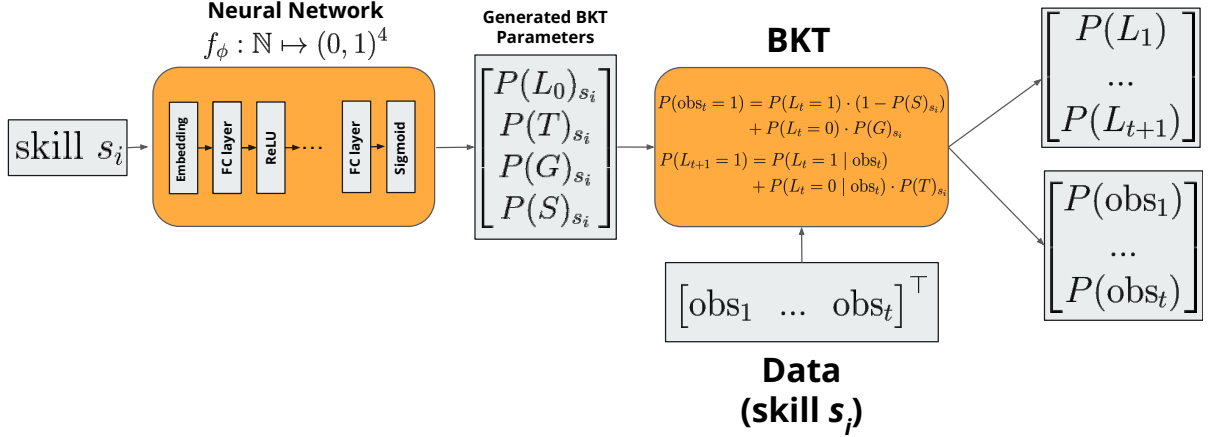 Neural Network
f_ϕ : ℕ ↦ (0, 1)^4
skill s_i
Embedding
FC layer
ReLU
...
FC layer
Sigmoid
Generated BKT
Parameters
P(L_0)_{s_i}
P(T)_{s_i}
P(G)_{s_i}
P(S)_{s_i}
BKT
P(obs_t = 1) = P(L_t = 1) · (1 − P(S)_{s_i})
+ P(L_t = 0) · P(G)_{s_i}
P(L_{t+1} = 1) = P(L_t = 1 | obs_t)
+ P(L_t = 0 | obs_t) · P(T)_{s_i}
[obs_1 ... obs_t]^⊤
Data
(skill s_i)
P(L_1)
...
P(L_{t+1})
P(obs_1)
...
P(obs_t)